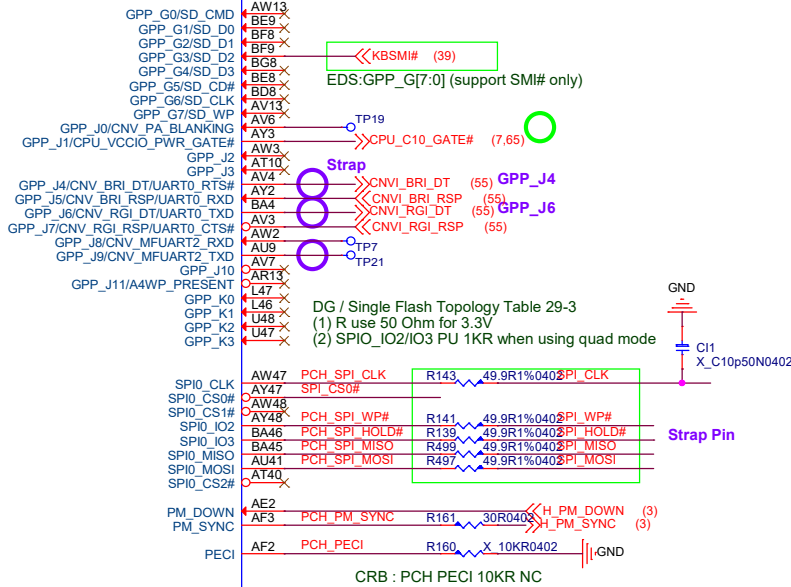 GPP_G0/SD_CMD AW13
GPP_G1/SD_D0 BE9
GPP_G2/SD_D1 BF8
GPP_G3/SD_D2 BF9 KBSMI# (39)
GPP_G4/SD_D3 BG8
GPP_G5/SD_CD# BE8 EDS:GPP_G[7:0] (support SMI# only)
GPP_G6/SD_CLK BD8
GPP_G7/SD_WP AV13
GPP_J0/CNV_PA_BLANKING AV6 TP19
GPP_J1/CPU_VCCIO_PWR_GATE# AY3 CPU_C10_GATE# (7,65)
GPP_J2 AW3
GPP_J3 AT10 Strap
GPP_J4/CNV_BRI_DT/UART0_RTS# AV4 CNVI_BRI_DT (55) GPP_J4
GPP_J5/CNV_BRI_RSP/UART0_RXD AY2 CNVI_BRI_RSP (55)
GPP_J6/CNV_RGI_DT/UART0_TXD BA4 CNVI_RGI_DT (55) GPP_J6
GPP_J7/CNV_RGI_RSP/UART0_CTS# AV3 CNVI_RGI_RSP (55)
GPP_J8/CNV_MFUART2_RXD AW2 TP7
GPP_J9/CNV_MFUART2_TXD AU9 TP21
GPP_J10 AV7
GPP_J11/A4WP_PRESENT AR13 GND
GPP_K0 L47 DG / Single Flash Topology Table 29-3
GPP_K1 L46 (1) R use 50 Ohm for 3.3V
GPP_K2 U48 (2) SPIO_IO2/IO3 PU 1KR when using quad mode
GPP_K3 U47
CI1
X_C10p50N0402
SPI0_CLK AW47 PCH_SPI_CLK R143 49.9R1%0402 SPI_CLK
SPI0_CS0# AY47 SPI_CS0#
SPI0_CS1# AW48
SPI0_IO2 AY48 PCH_SPI_WP# R141 49.9R1%0402 SPI_WP#
SPI0_IO3 BA46 PCH_SPI_HOLD# R139 49.9R1%0402 SPI_HOLD# Strap Pin
SPI0_MISO BA45 PCH_SPI_MISO R499 49.9R1%0402 SPI_MISO
SPI0_MOSI AU41 PCH_SPI_MOSI R497 49.9R1%0402 SPI_MOSI
SPI0_CS2# AT40
PM_DOWN AE2 H_PM_DOWN (3)
PM_SYNC AF3 PCH_PM_SYNC R161 30R0402 H_PM_SYNC (3)
PECI AF2 PCH_PECI R160 X_10KR0402 GND
CRB : PCH PECI 10KR NC